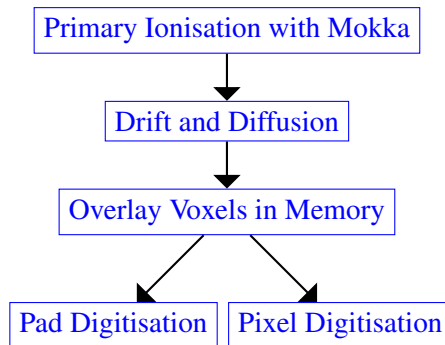 Primary Ionisation with Mokka
Drift and Diffusion
Overlay Voxels in Memory
Pad Digitisation
Pixel Digitisation